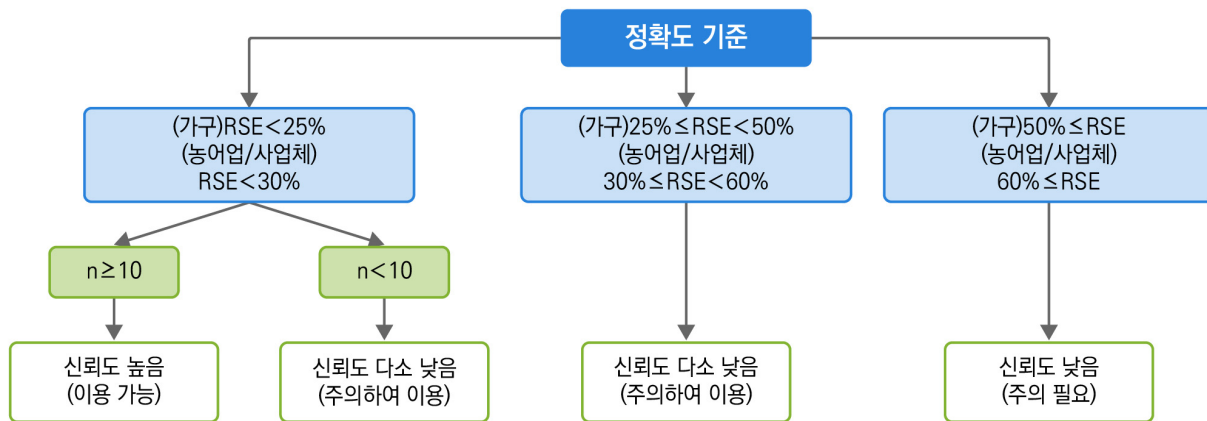 정확도 기준
(가구)RSE<25%
(농어업/사업체)
RSE<30%
(가구)25%≤RSE<50%
(농어업/사업체)
30%≤RSE<60%
(가구)50%≤RSE
(농어업/사업체)
60%≤RSE
n≥10
n<10
신뢰도 높음
(이용 가능)
신뢰도 다소 낮음
(주의하여 이용)
신뢰도 다소 낮음
(주의하여 이용)
신뢰도 낮음
(주의 필요)